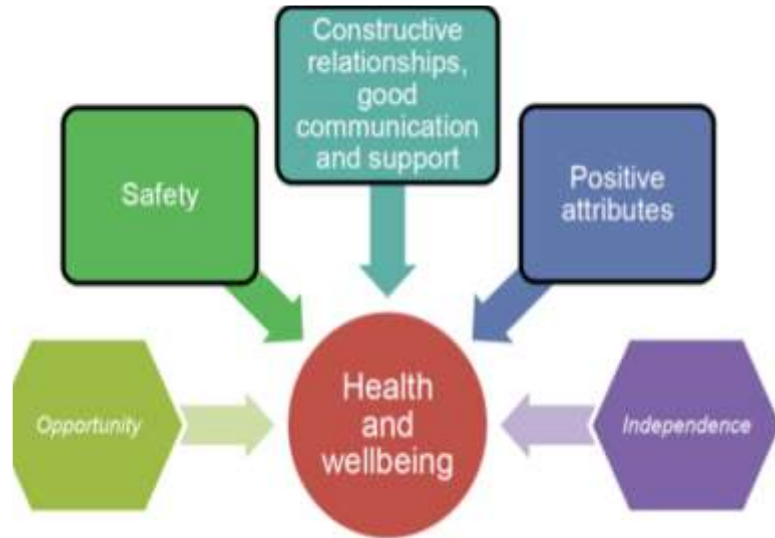 Constructive
relationships,
good
communication
and support
Safety
Positive
attributes
Opportunity
Health
and
wellbeing
Independence